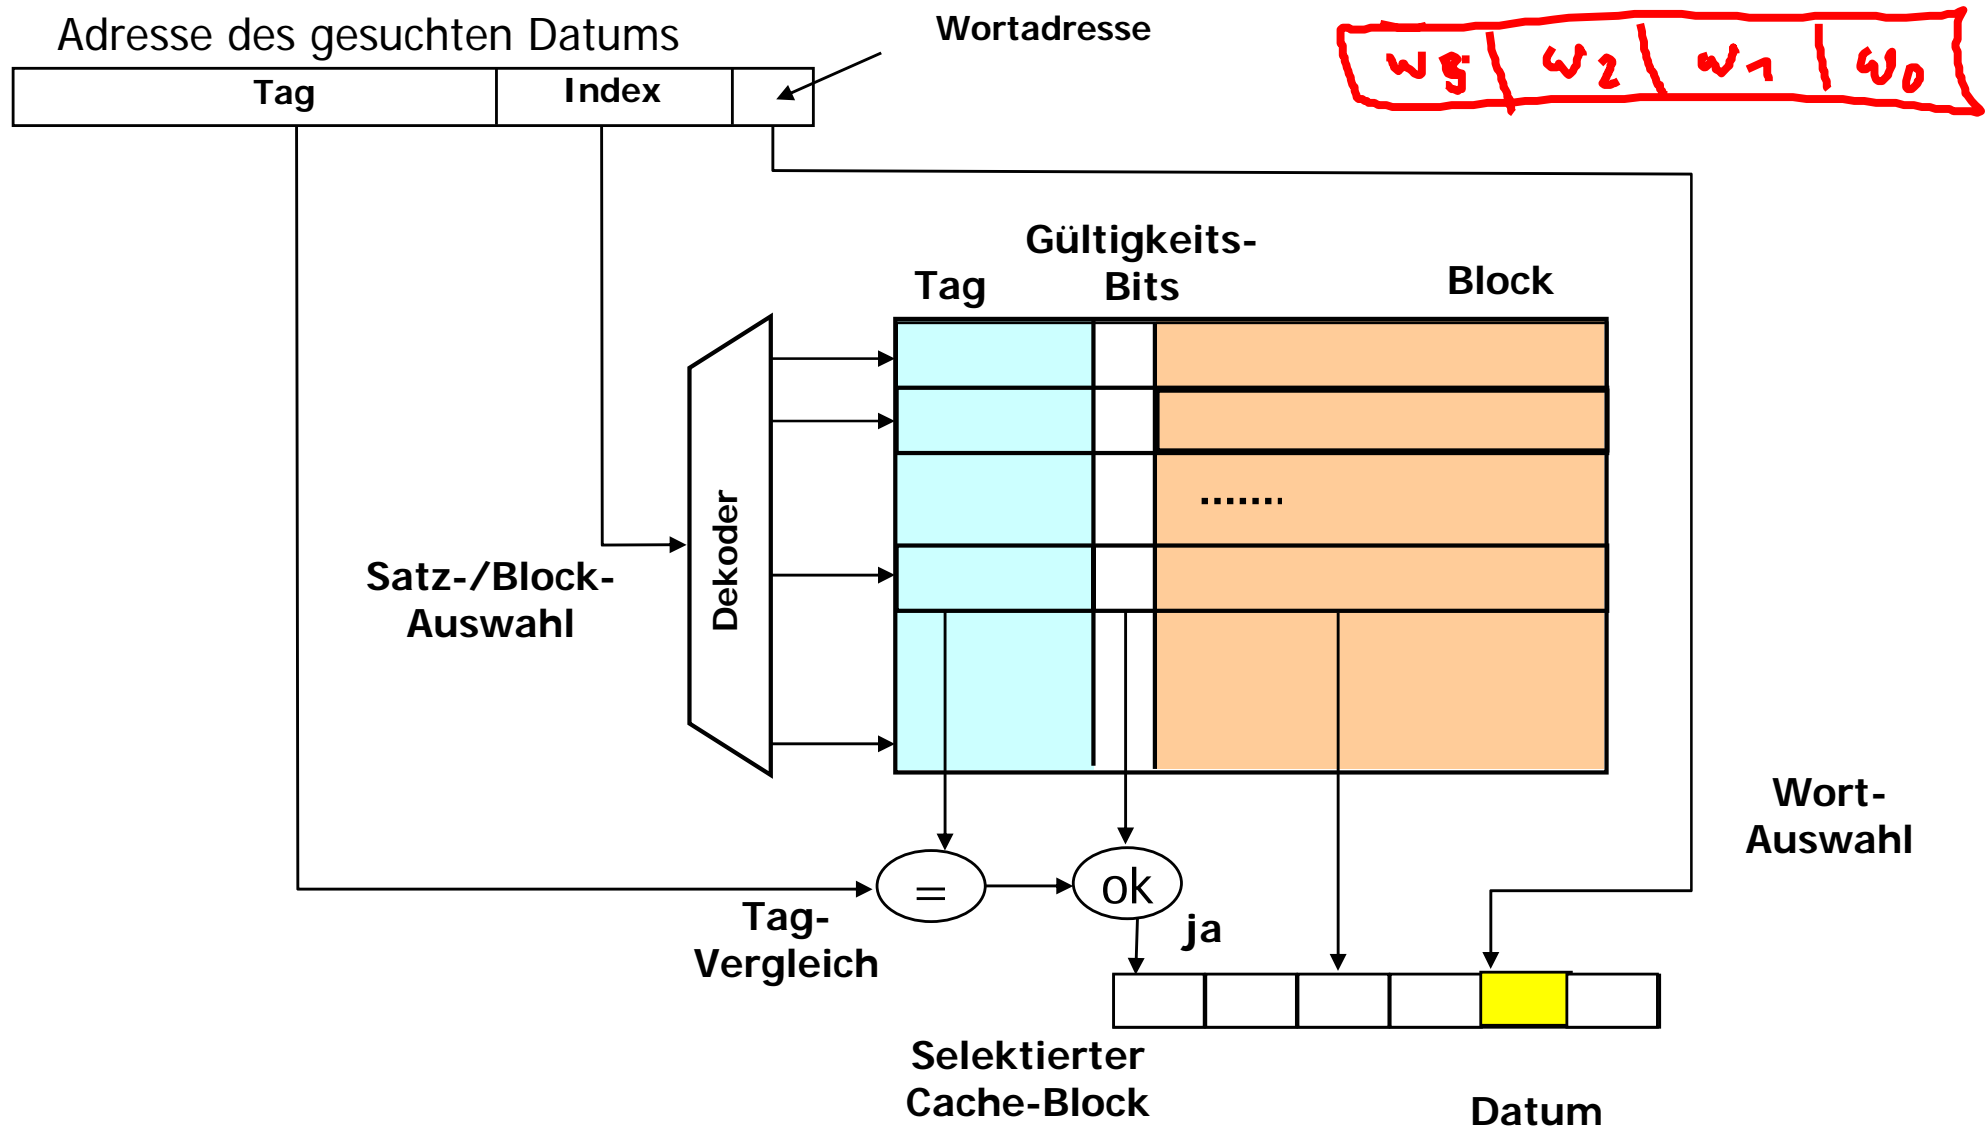 Adresse des gesuchten Datums
Wortadresse
w3 w2 w1 w0
Tag Index
Gültigkeits-
Bits
Tag
Block
.......
Dekoder
Satz-/Block-
Auswahl
Wort-
Auswahl
= ok
ja
Tag-
Vergleich
Selektierter
Cache-Block
Datum